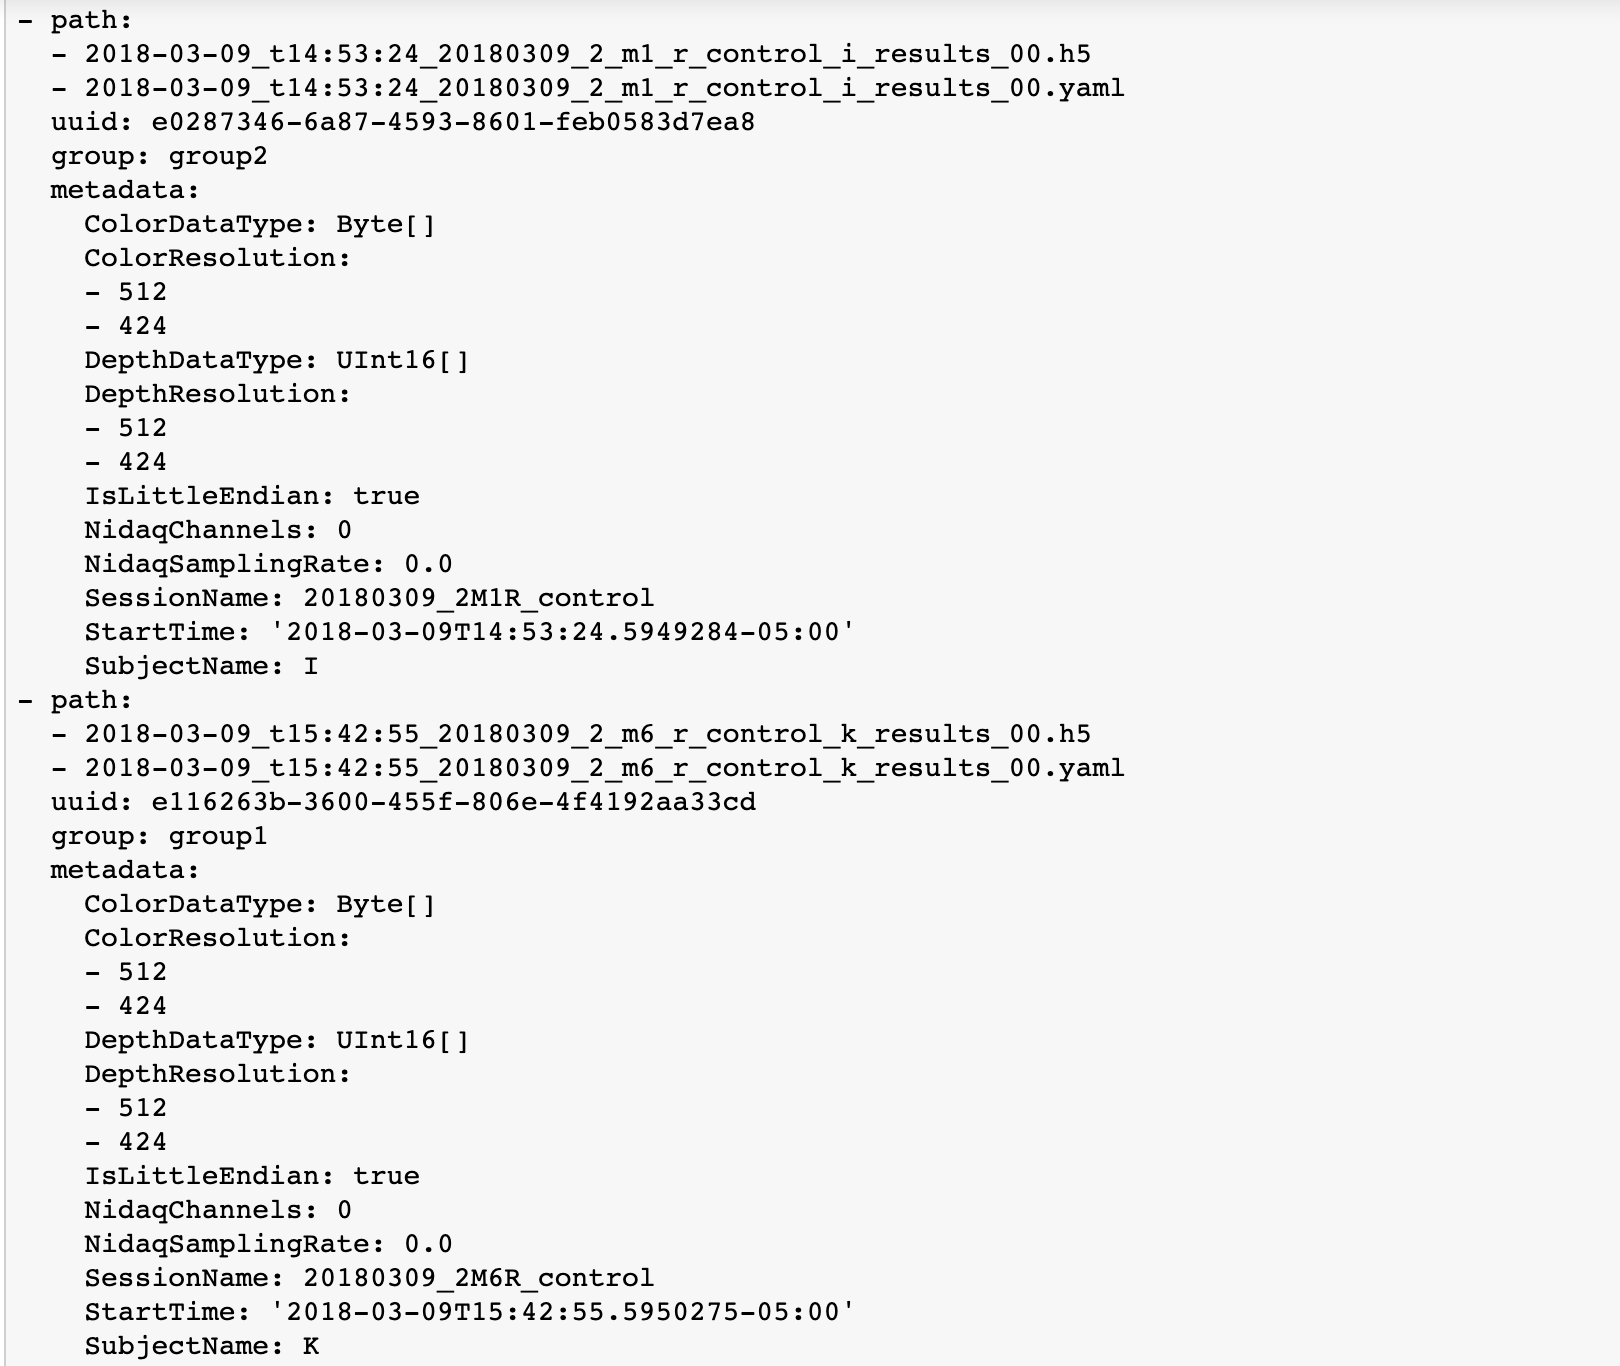 - path:
  - 2018-03-09_t14:53:24_20180309_2_m1_r_control_i_results_00.h5
  - 2018-03-09_t14:53:24_20180309_2_m1_r_control_i_results_00.yaml
  uuid: e0287346-6a87-4593-8601-feb0583d7ea8
  group: group2
  metadata:
    ColorDataType: Byte[]
    ColorResolution:
    - 512
    - 424
    DepthDataType: UInt16[]
    DepthResolution:
    - 512
    - 424
    IsLittleEndian: true
    NidaqChannels: 0
    NidaqSamplingRate: 0.0
    SessionName: 20180309_2M1R_control
    StartTime: '2018-03-09T14:53:24.5949284-05:00'
    SubjectName: I
- path:
  - 2018-03-09_t15:42:55_20180309_2_m6_r_control_k_results_00.h5
  - 2018-03-09_t15:42:55_20180309_2_m6_r_control_k_results_00.yaml
  uuid: e116263b-3600-455f-806e-4f4192aa33cd
  group: group1
  metadata:
    ColorDataType: Byte[]
    ColorResolution:
    - 512
    - 424
    DepthDataType: UInt16[]
    DepthResolution:
    - 512
    - 424
    IsLittleEndian: true
    NidaqChannels: 0
    NidaqSamplingRate: 0.0
    SessionName: 20180309_2M6R_control
    StartTime: '2018-03-09T15:42:55.5950275-05:00'
    SubjectName: K